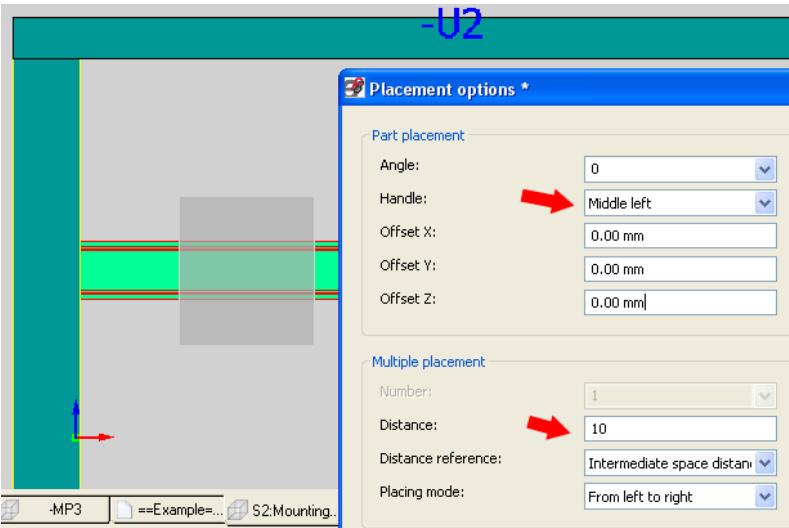 -U2
Placement options *
Part placement
Angle: 0
Handle: Middle left
Offset X: 0.00 mm
Offset Y: 0.00 mm
Offset Z: 0.00 mm
Multiple placement
Number: 1
Distance: 10
Distance reference: Intermediate space distan
Placing mode: From left to right
-MP3 ==Example=... S2:Mounting..